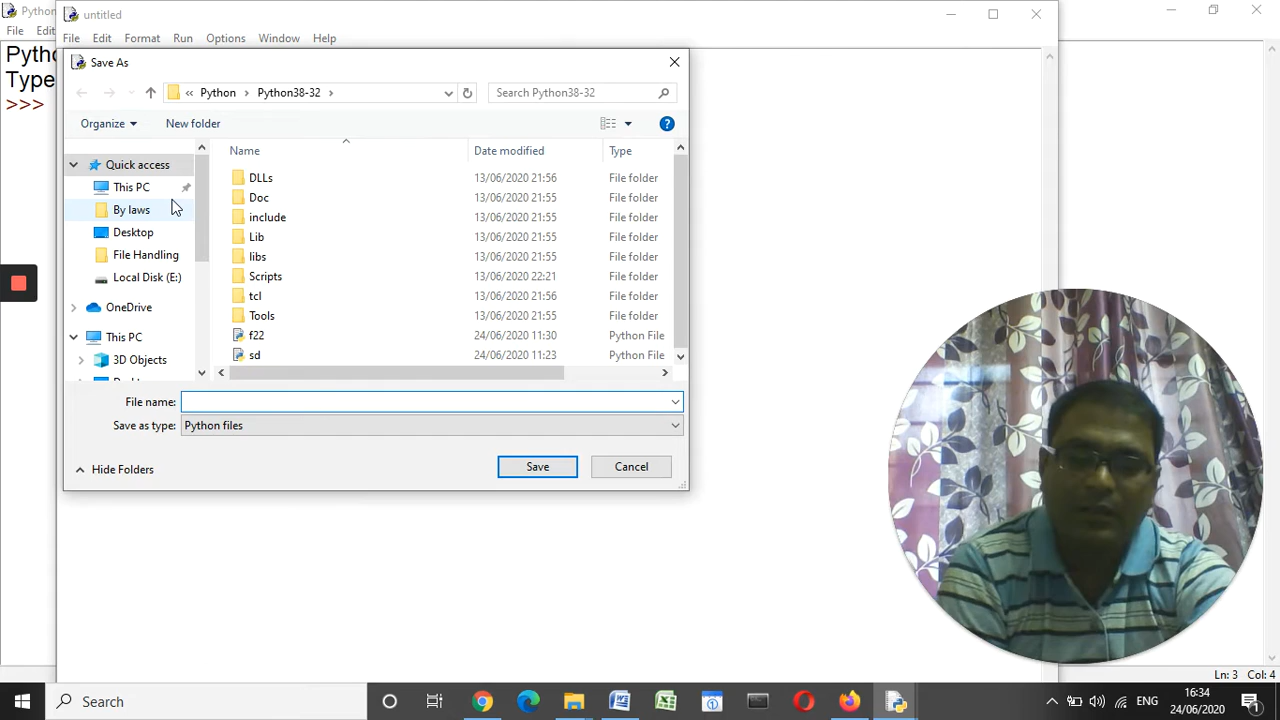 Python
File Edit
Pytho
Type
>>>
untitled
File Edit Format Run Options Window Help
Save As
Python Python38-32
Search Python38-32
Organize New folder
Quick access
This PC
By laws
Desktop
File Handling
Local Disk (E:)
OneDrive
This PC
3D Objects
Name Date modified Type
DLLs 13/06/2020 21:56 File folder
Doc 13/06/2020 21:55 File folder
include 13/06/2020 21:55 File folder
Lib 13/06/2020 21:55 File folder
libs 13/06/2020 21:55 File folder
Scripts 13/06/2020 22:21 File folder
tcl 13/06/2020 21:56 File folder
Tools 13/06/2020 21:55 File folder
f22 24/06/2020 11:30 Python File
sd 24/06/2020 11:23 Python File
File name:
Save as type: Python files
Hide Folders
Save Cancel
Ln: 3 Col: 4
Search
ENG
16:34
24/06/2020